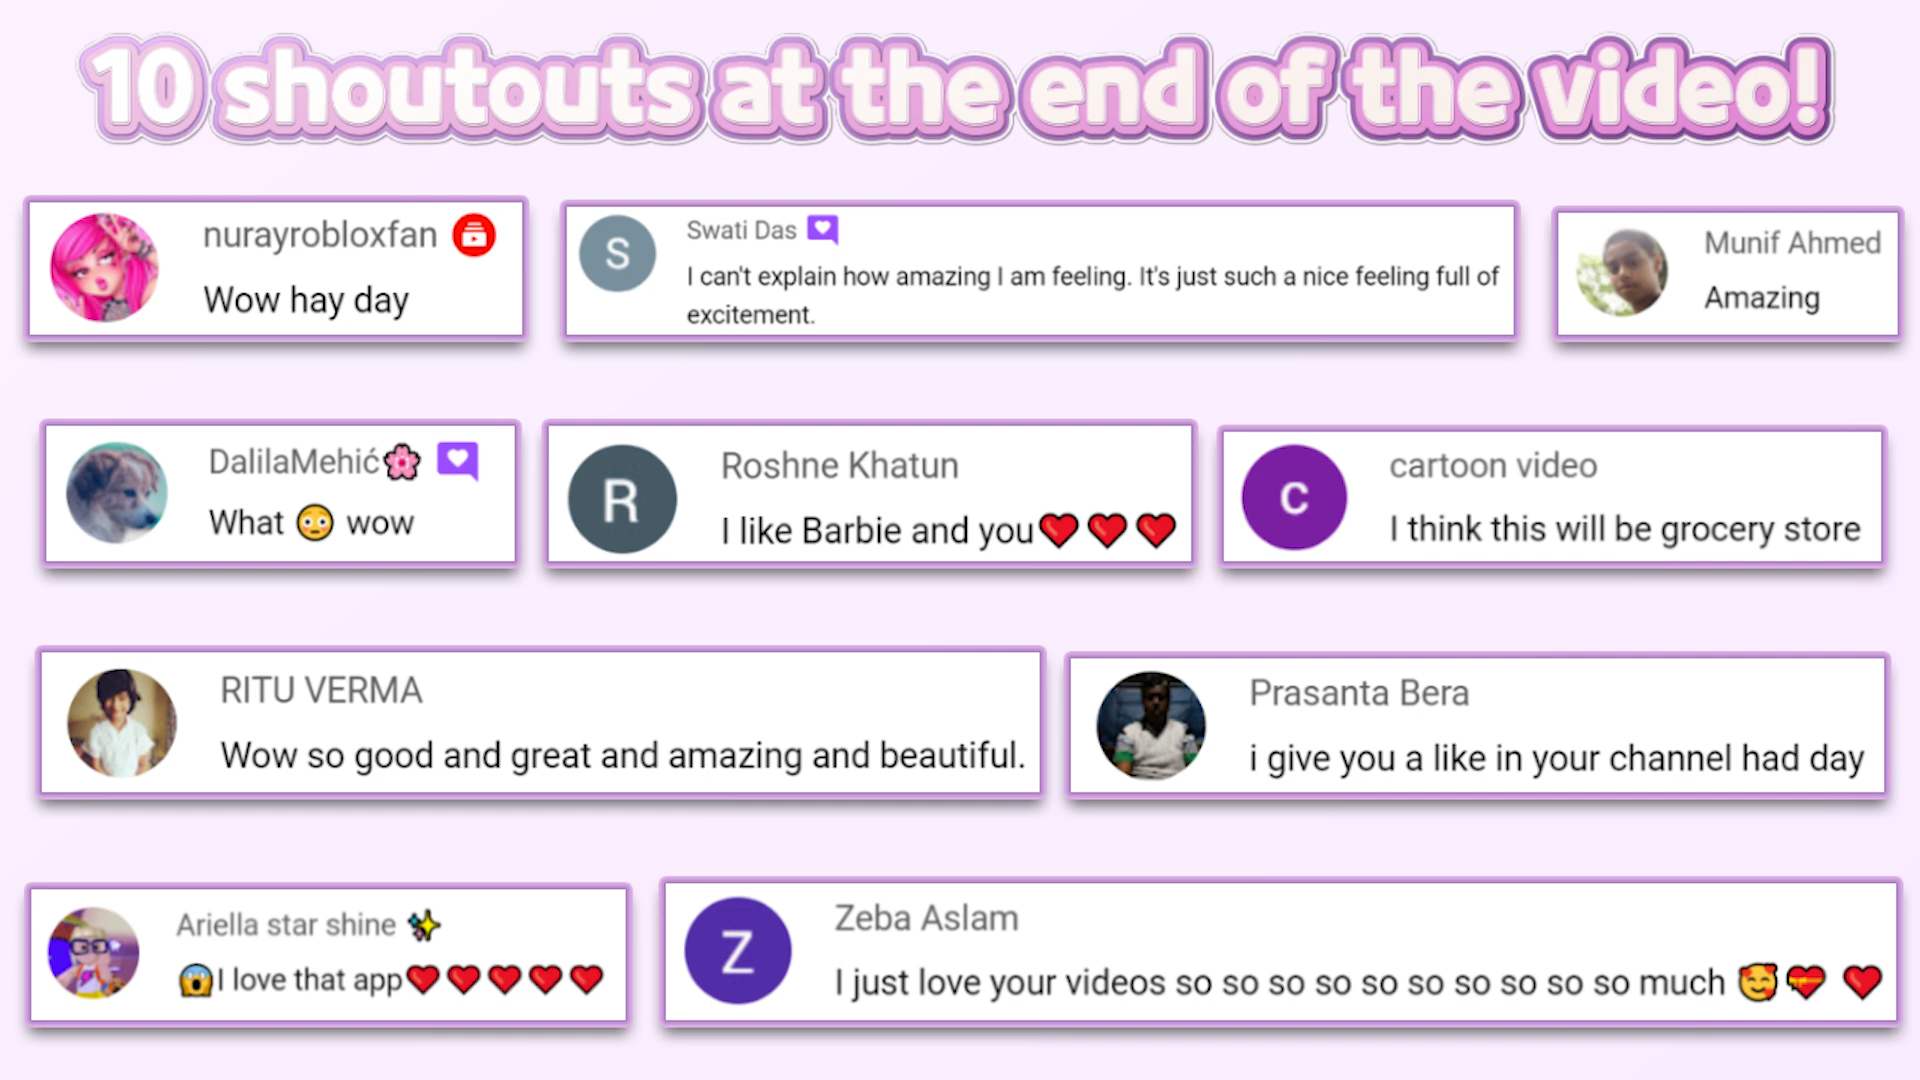 10 shoutouts at the end of the video!
nurayrobloxfan
Wow hay day
S
Swati Das
I can't explain how amazing I am feeling. It's just such a nice feeling full of
excitement.
Munif Ahmed
Amazing
DalilaMehić🌸
What 😳 wow
R
Roshne Khatun
I like Barbie and you❤️❤️❤️
c
cartoon video
I think this will be grocery store
RITU VERMA
Wow so good and great and amazing and beautiful.
Prasanta Bera
i give you a like in your channel had day
Ariella star shine ✨
😱I love that app❤️❤️❤️❤️❤️
Z
Zeba Aslam
I just love your videos so so so so so so so so so so much 🥰💝 ❤️